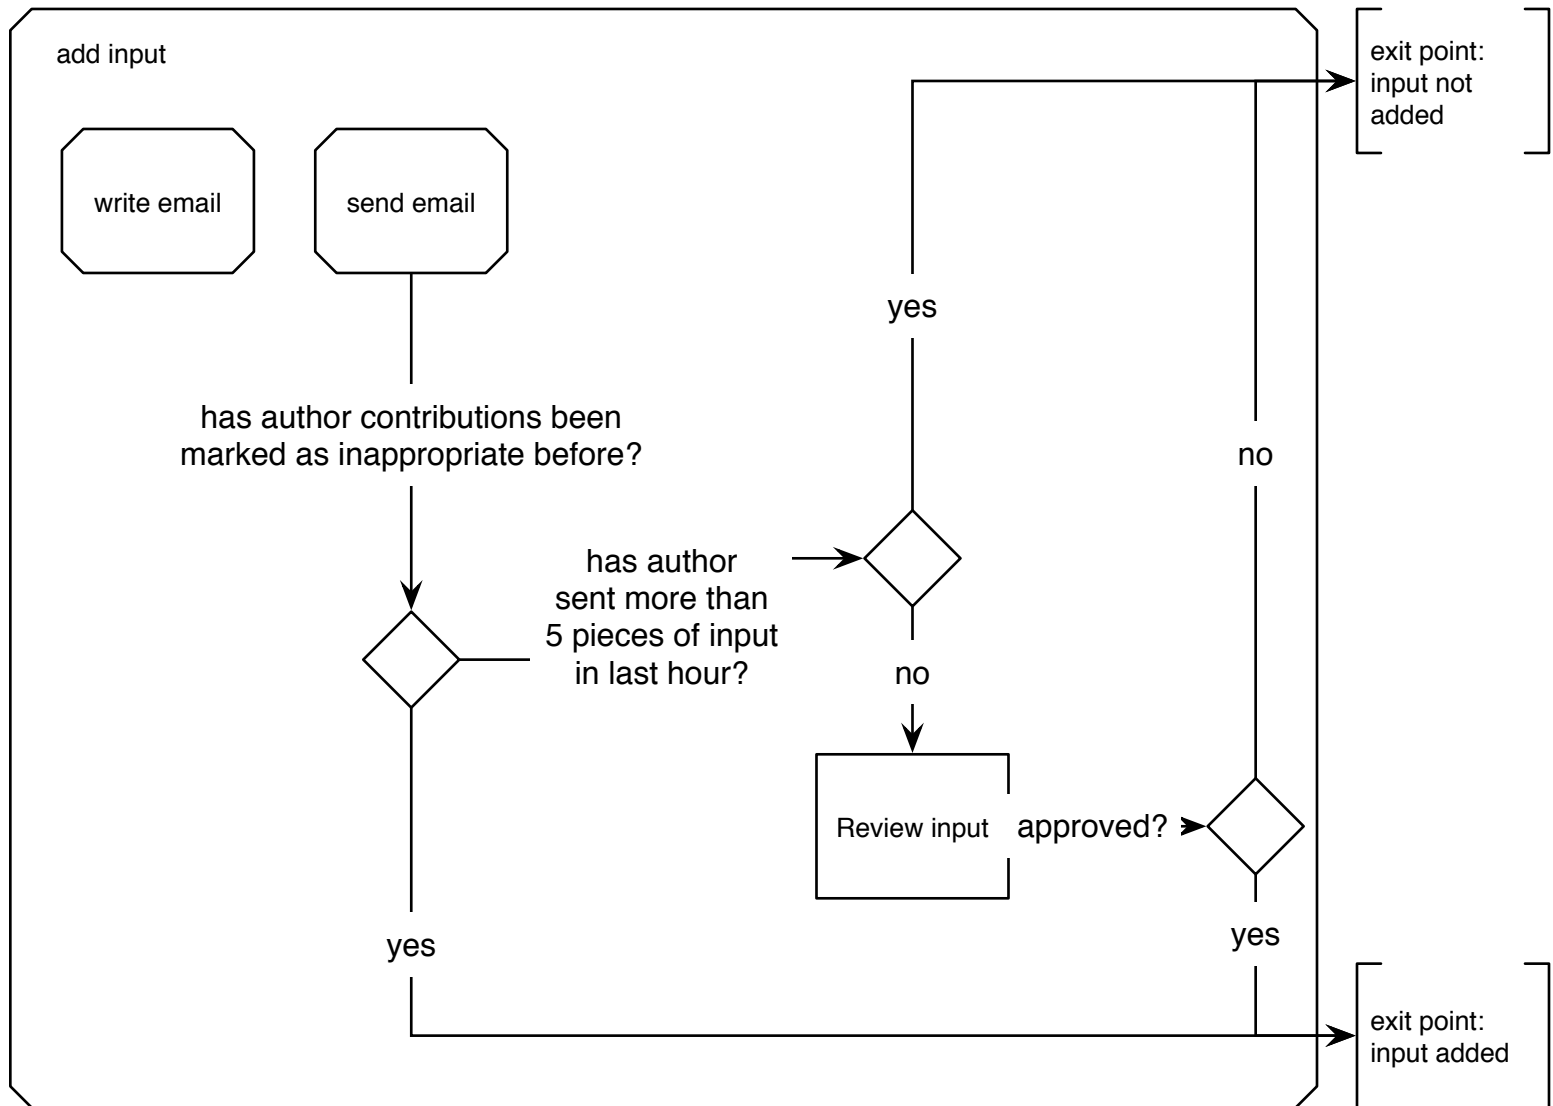 add input
exit point:
input not
added
write email
send email
yes
has author contributions been
marked as inappropriate before?
no
has author
sent more than
5 pieces of input
in last hour?
no
Review input
approved?
yes
yes
exit point:
input added